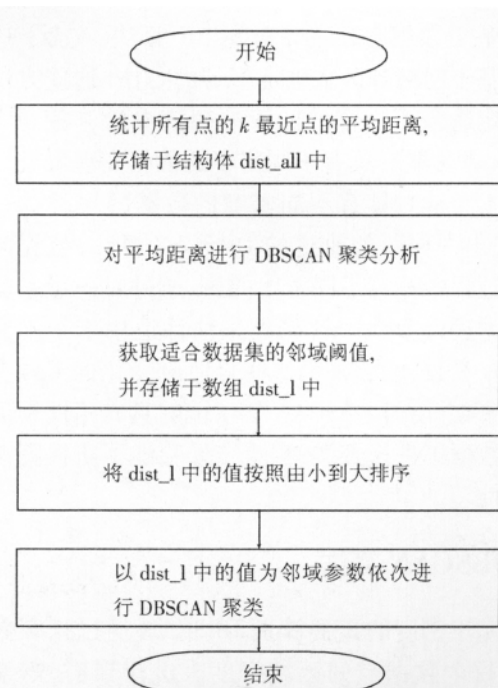 开始
统计所有点的 k 最近点的平均距离,
存储于结构体 dist_all 中
对平均距离进行 DBSCAN 聚类分析
获取适合数据集的邻域阈值,
并存储于数组 dist_l 中
将 dist_l 中的值按照由小到大排序
以 dist_l 中的值为邻域参数依次进
行 DBSCAN 聚类
结束